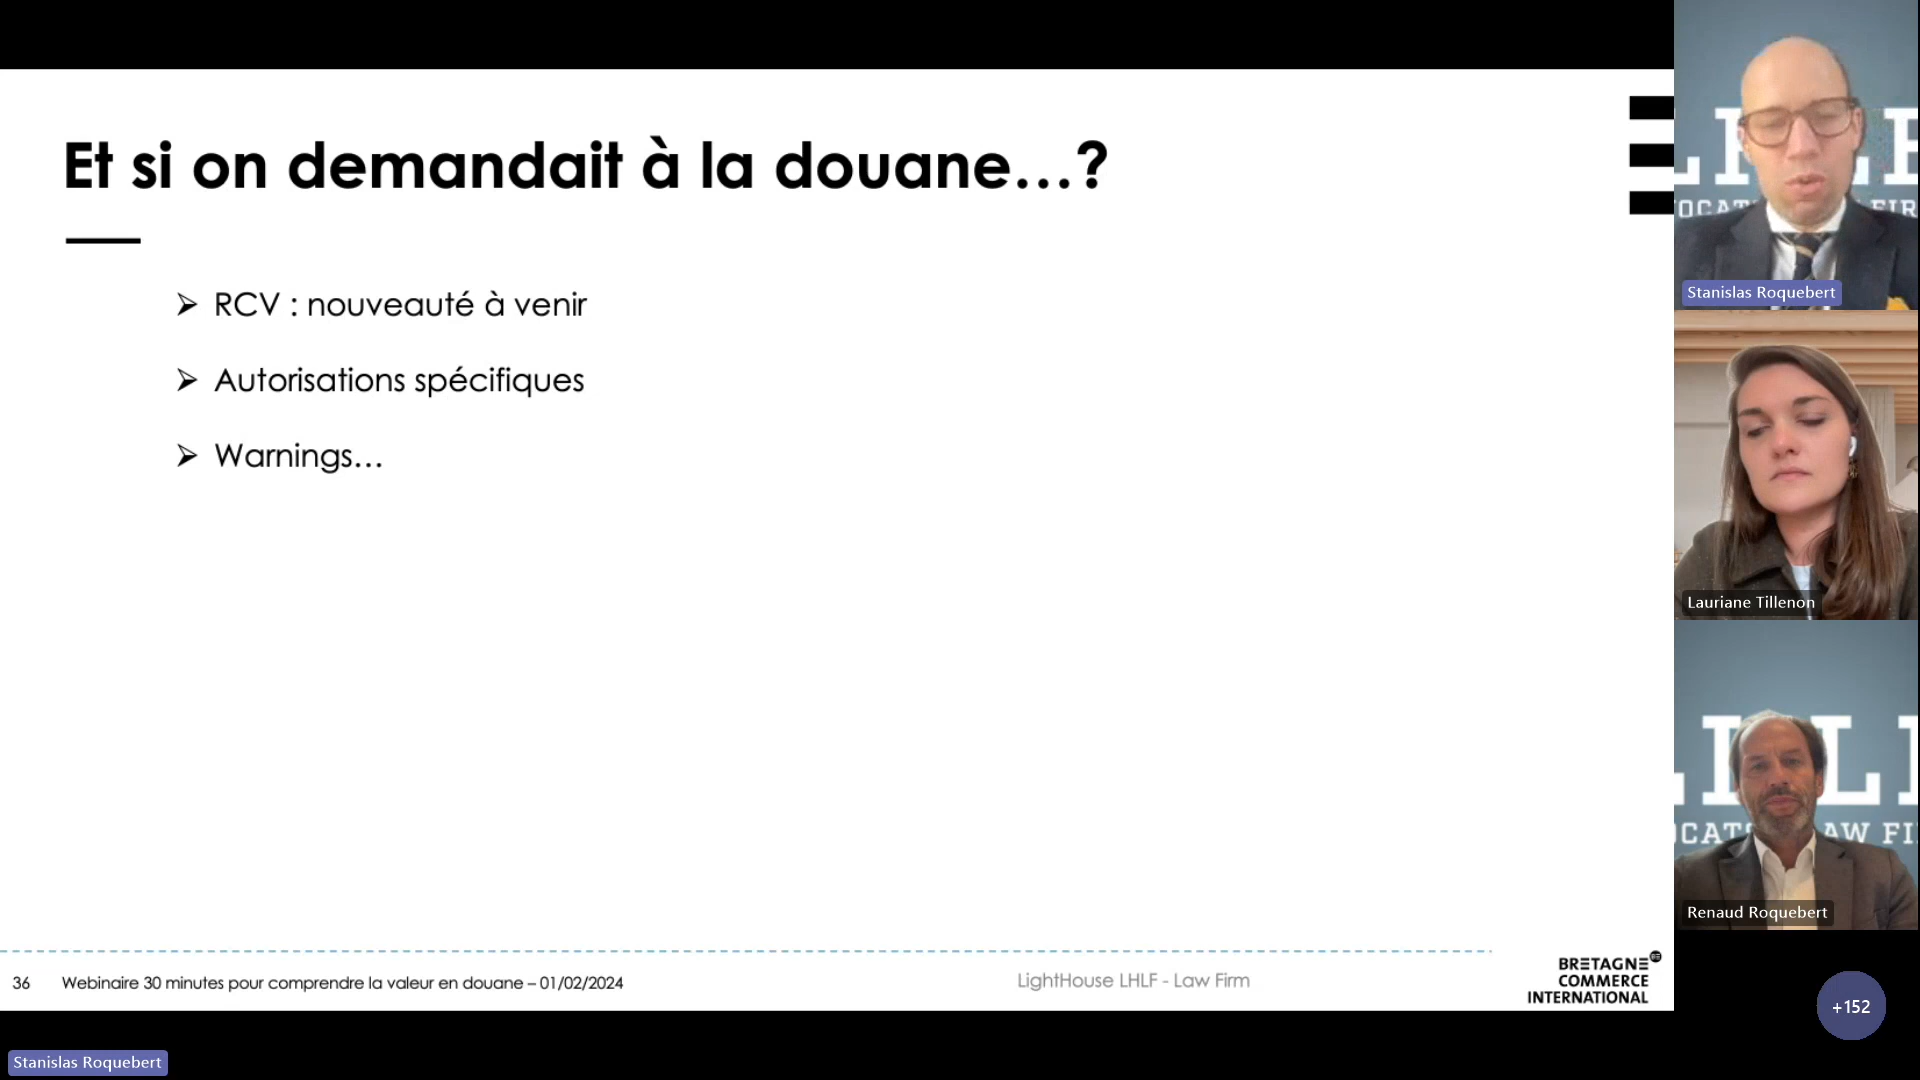 Et si on demandait à la douane…?
➢ RCV : nouveauté à venir
➢ Autorisations spécifiques
➢ Warnings…
36
Webinaire 30 minutes pour comprendre la valeur en douane – 01/02/2024
LightHouse LHLF - Law Firm
BRETAGNE
COMMERCE
INTERNATIONAL
Stanislas Roquebert
Lauriane Tillenon
AW FI
Renaud Roquebert
+152
Stanislas Roquebert